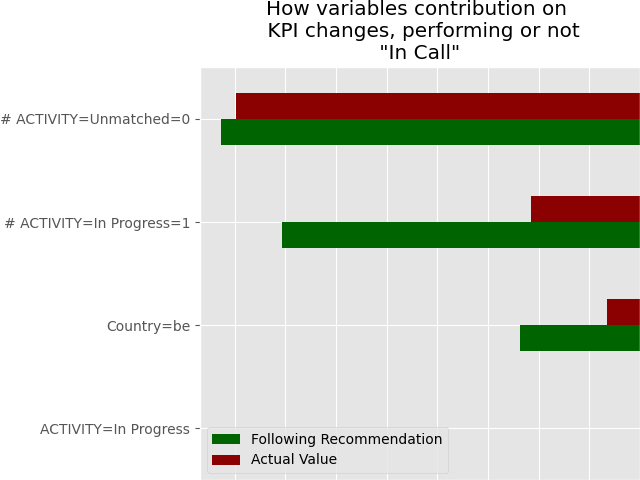 How variables contribution on
KPI changes, performing or not
"In Call"
# ACTIVITY=Unmatched=0
# ACTIVITY=In Progress=1
Country=be
ACTIVITY=In Progress
Following Recommendation
Actual Value